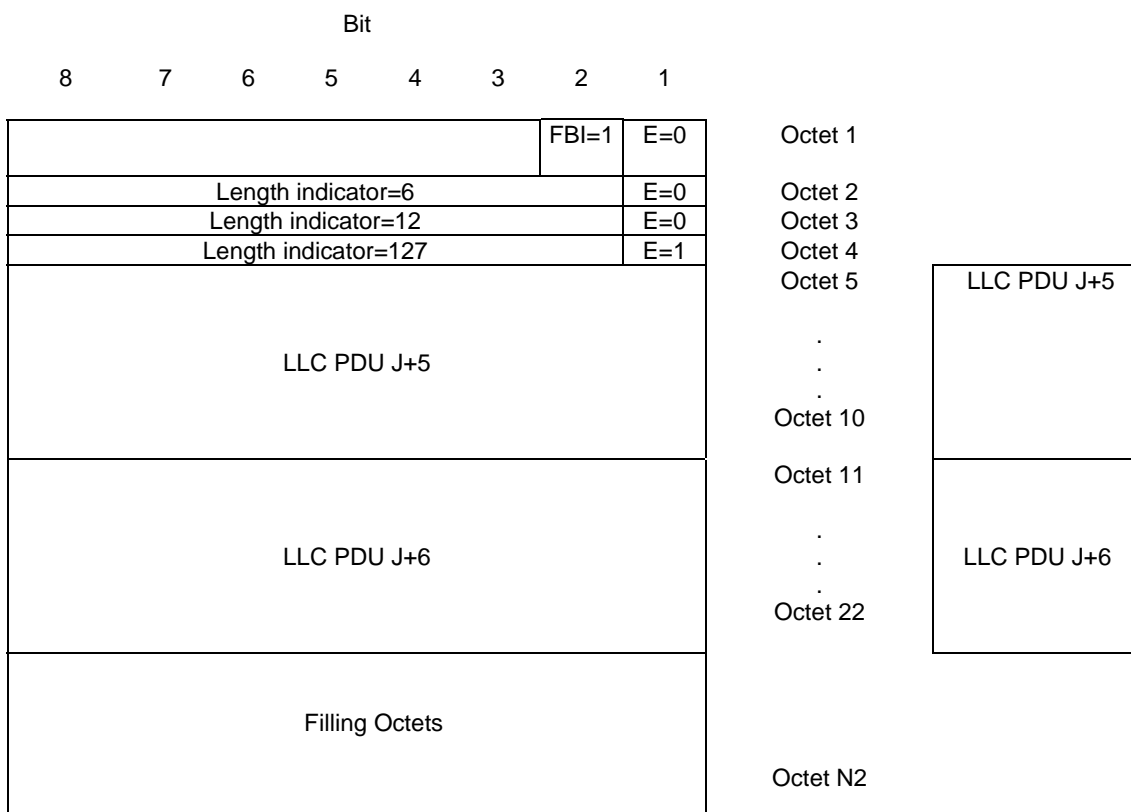 Bit
8 7 6 5 4 3 2 1
FBI=1 E=0 Octet 1
Length indicator=6 E=0 Octet 2
Length indicator=12 E=0 Octet 3
Length indicator=127 E=1 Octet 4
Octet 5 LLC PDU J+5
.
LLC PDU J+5 .
.
Octet 10
Octet 11
.
LLC PDU J+6 . LLC PDU J+6
.
Octet 22
Filling Octets
Octet N2